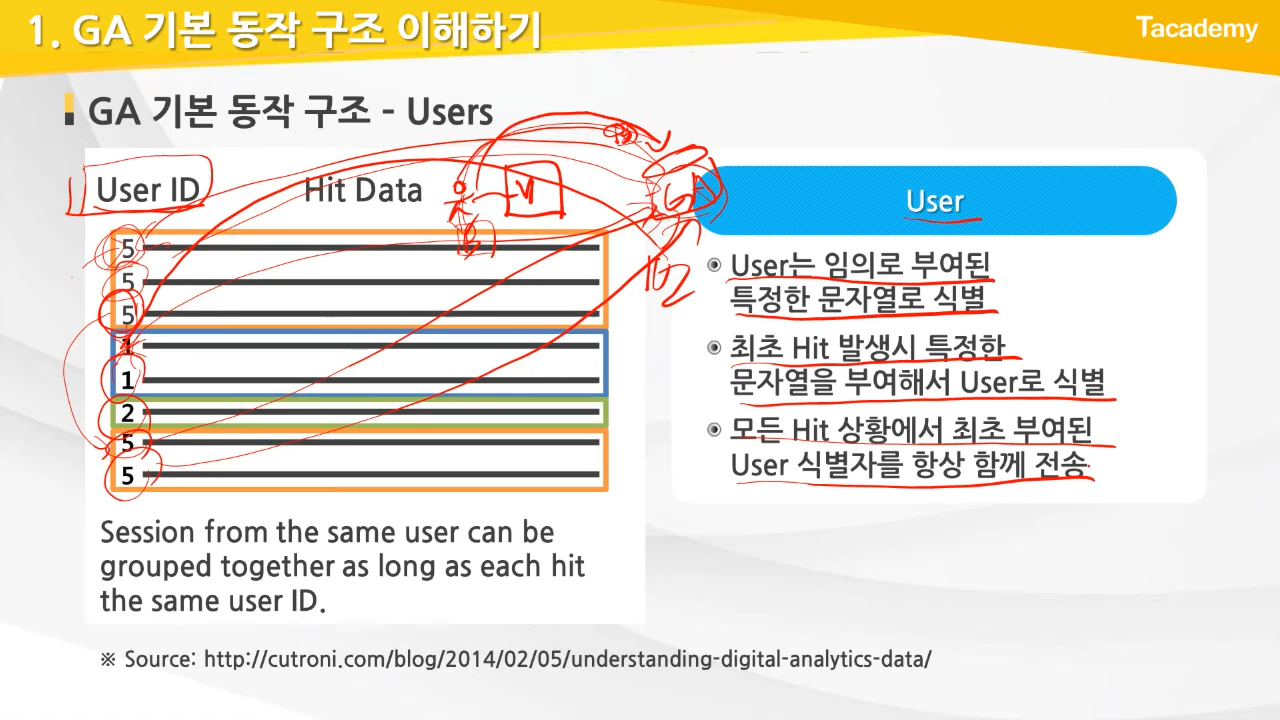 1. GA 기본 동작 구조 이해하기
Tacademy
GA 기본 동작 구조 - Users
User ID
Hit Data
5
5
5
1
1
2
5
5
Session from the same user can be
grouped together as long as each hit
the same user ID.
User
User는 임의로 부여된
특정한 문자열로 식별
최초 Hit 발생시 특정한
문자열을 부여해서 User로 식별
모든 Hit 상황에서 최초 부여된
User 식별자를 항상 함께 전송
GA
※ Source: http://cutroni.com/blog/2014/02/05/understanding-digital-analytics-data/